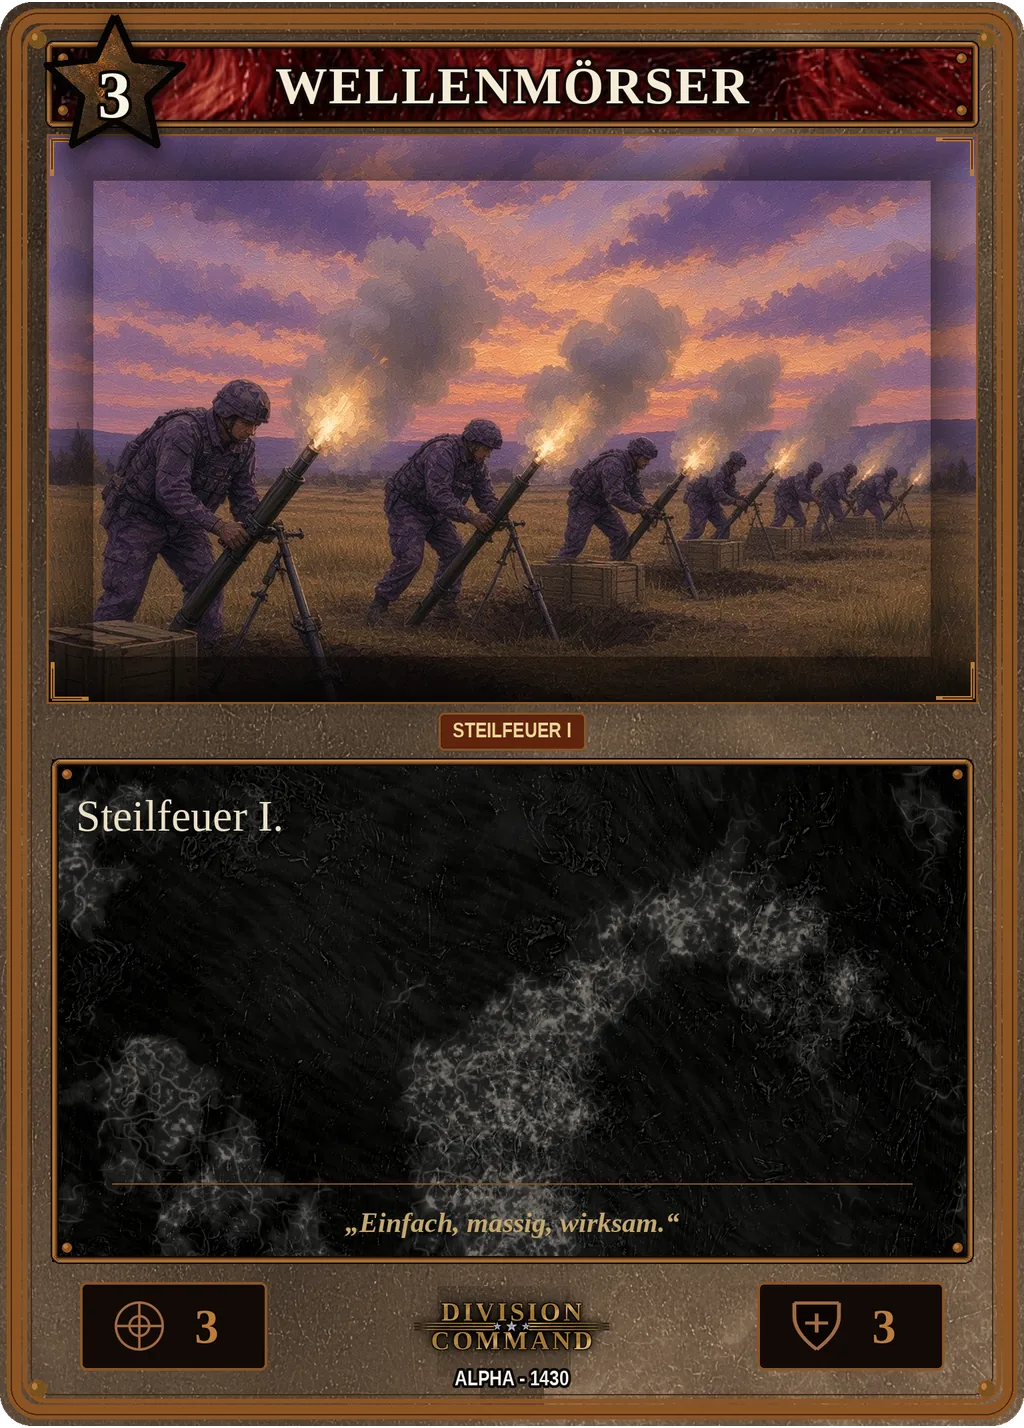 3
WELLENMÖRSER
STEILFEUER I
Steilfeuer I.
„Einfach, massig, wirksam.“
3
DIVISION
COMMAND
3
ALPHA - 1430